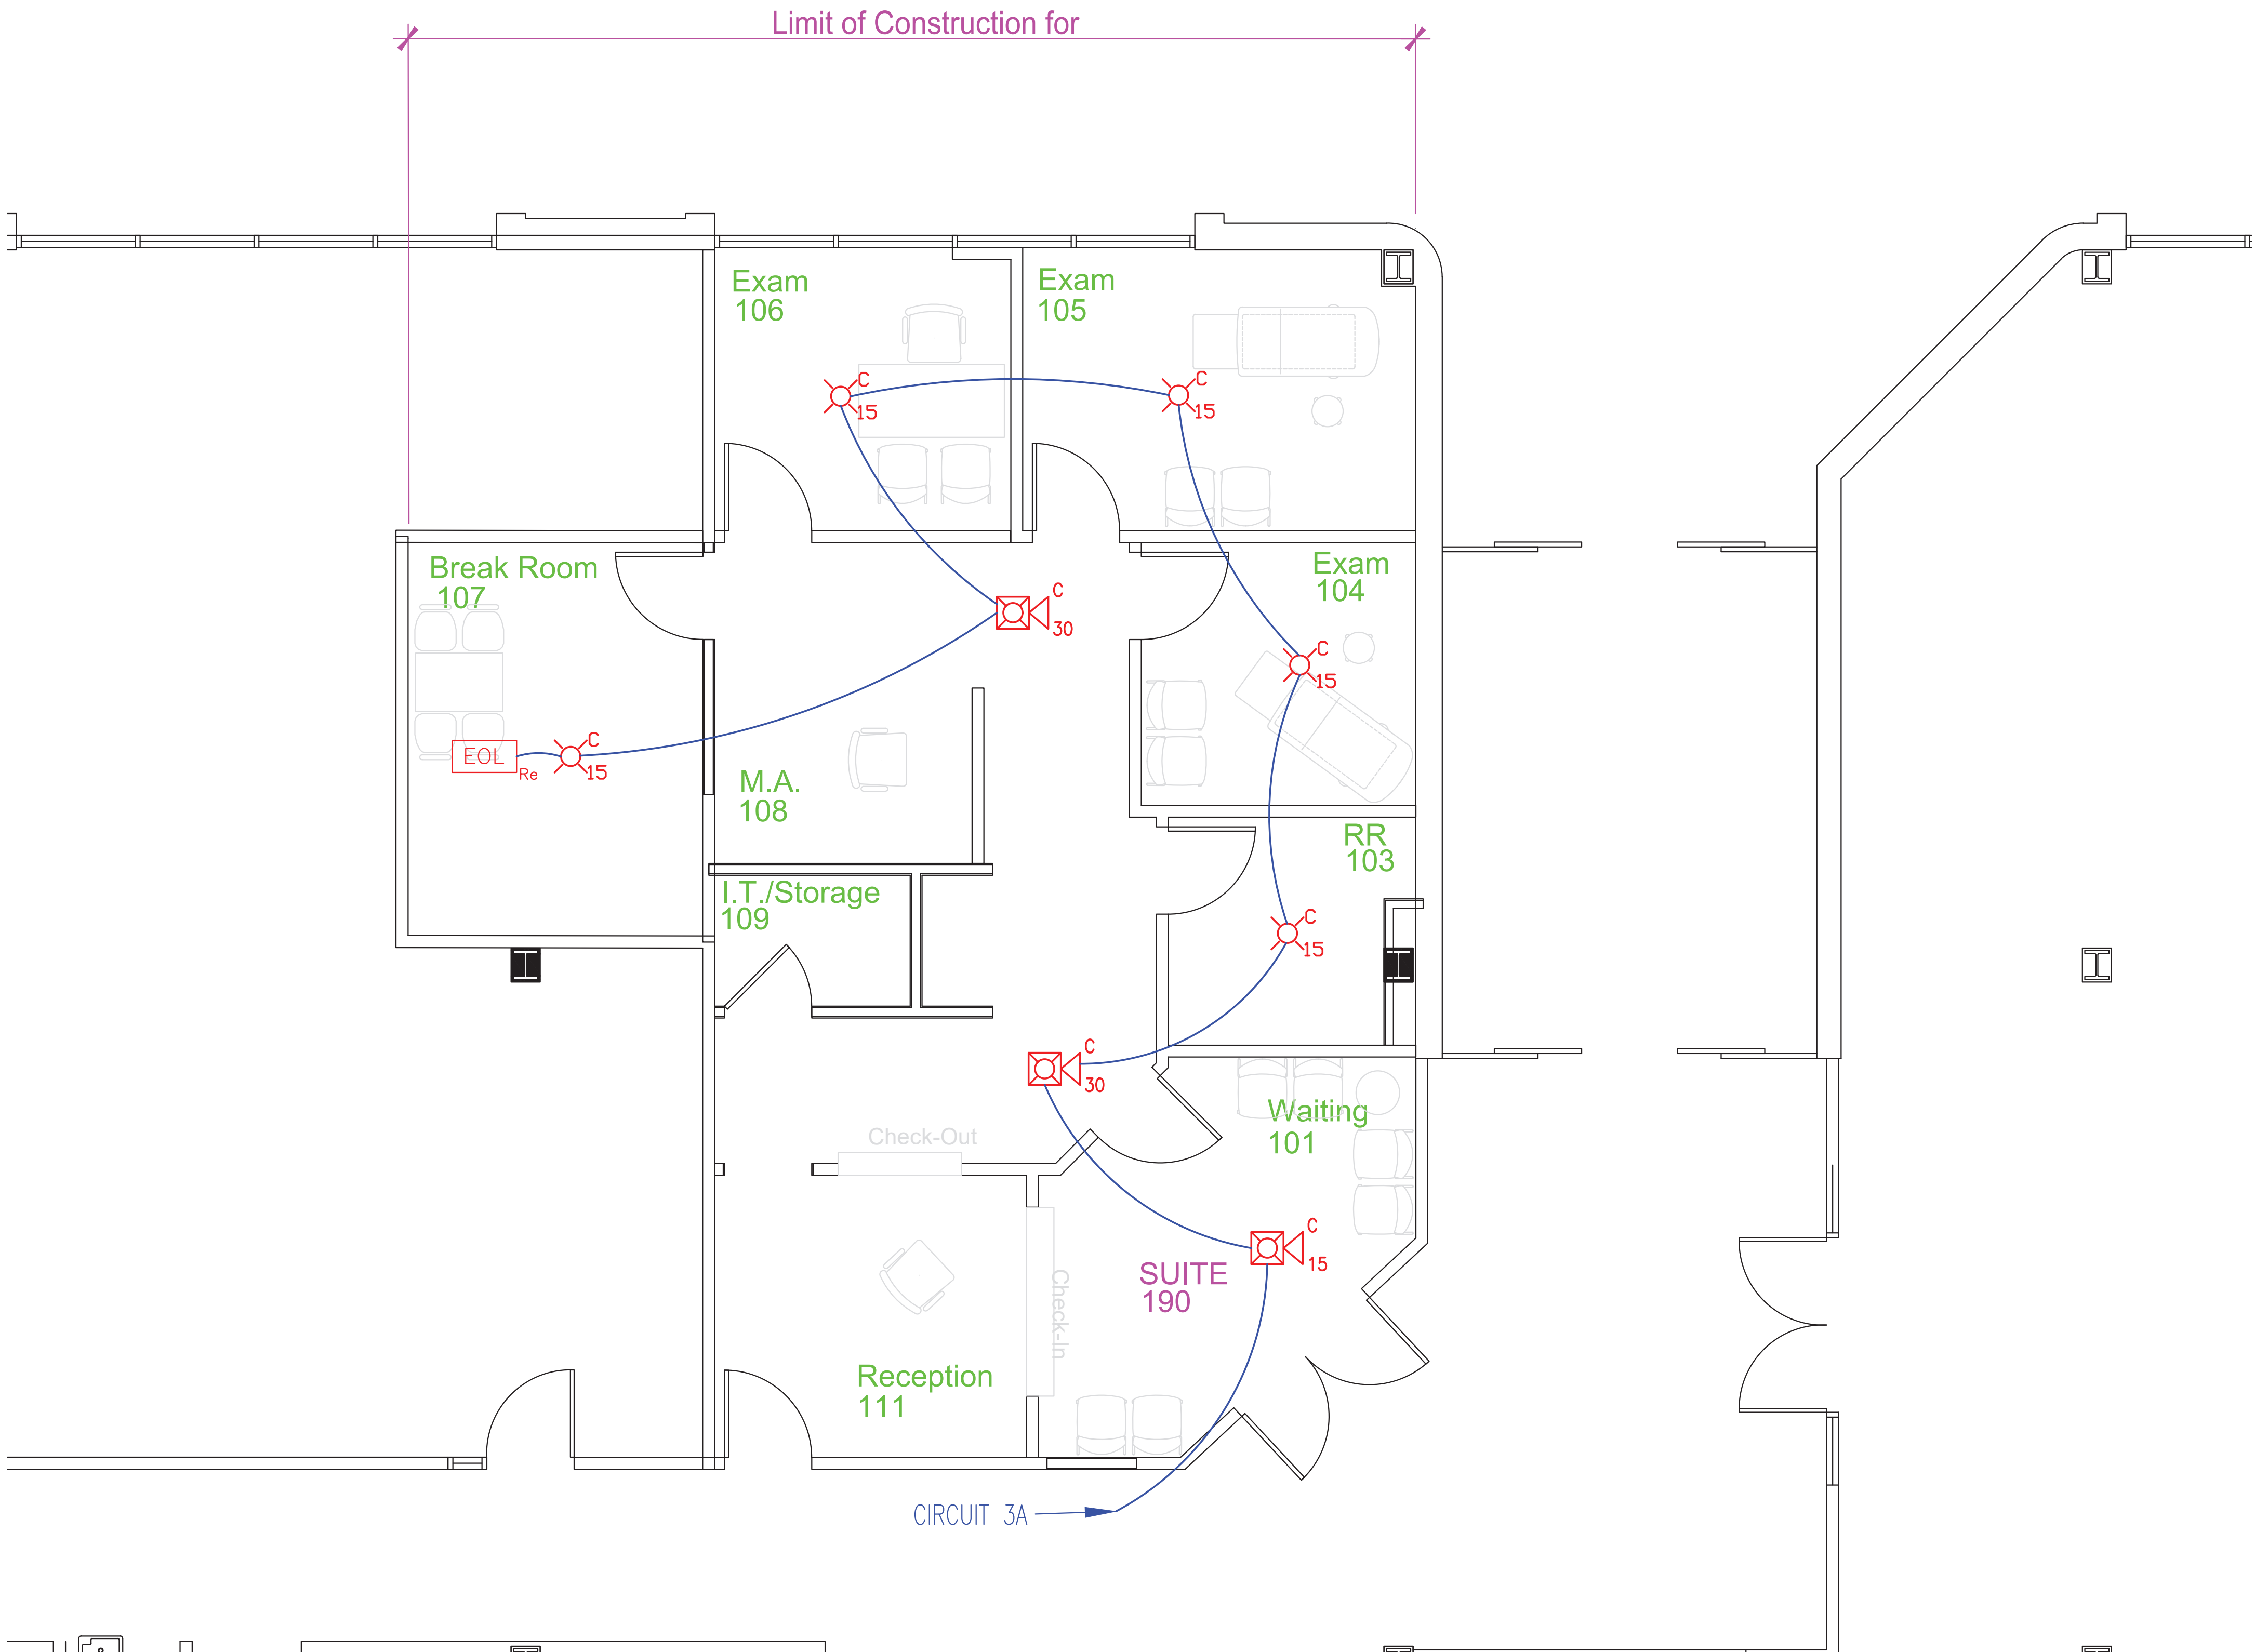 Limit of Construction for
Exam
106
Exam
105
C
15
C
15
Break Room
107
Exam
104
C
30
C
15
EOL
Re
C
15
M.A.
108
RR
103
I.T./Storage
109
C
15
C
30
Check-Out
Waiting
101
C
15
SUITE
190
Check-In
Reception
111
CIRCUIT 3A